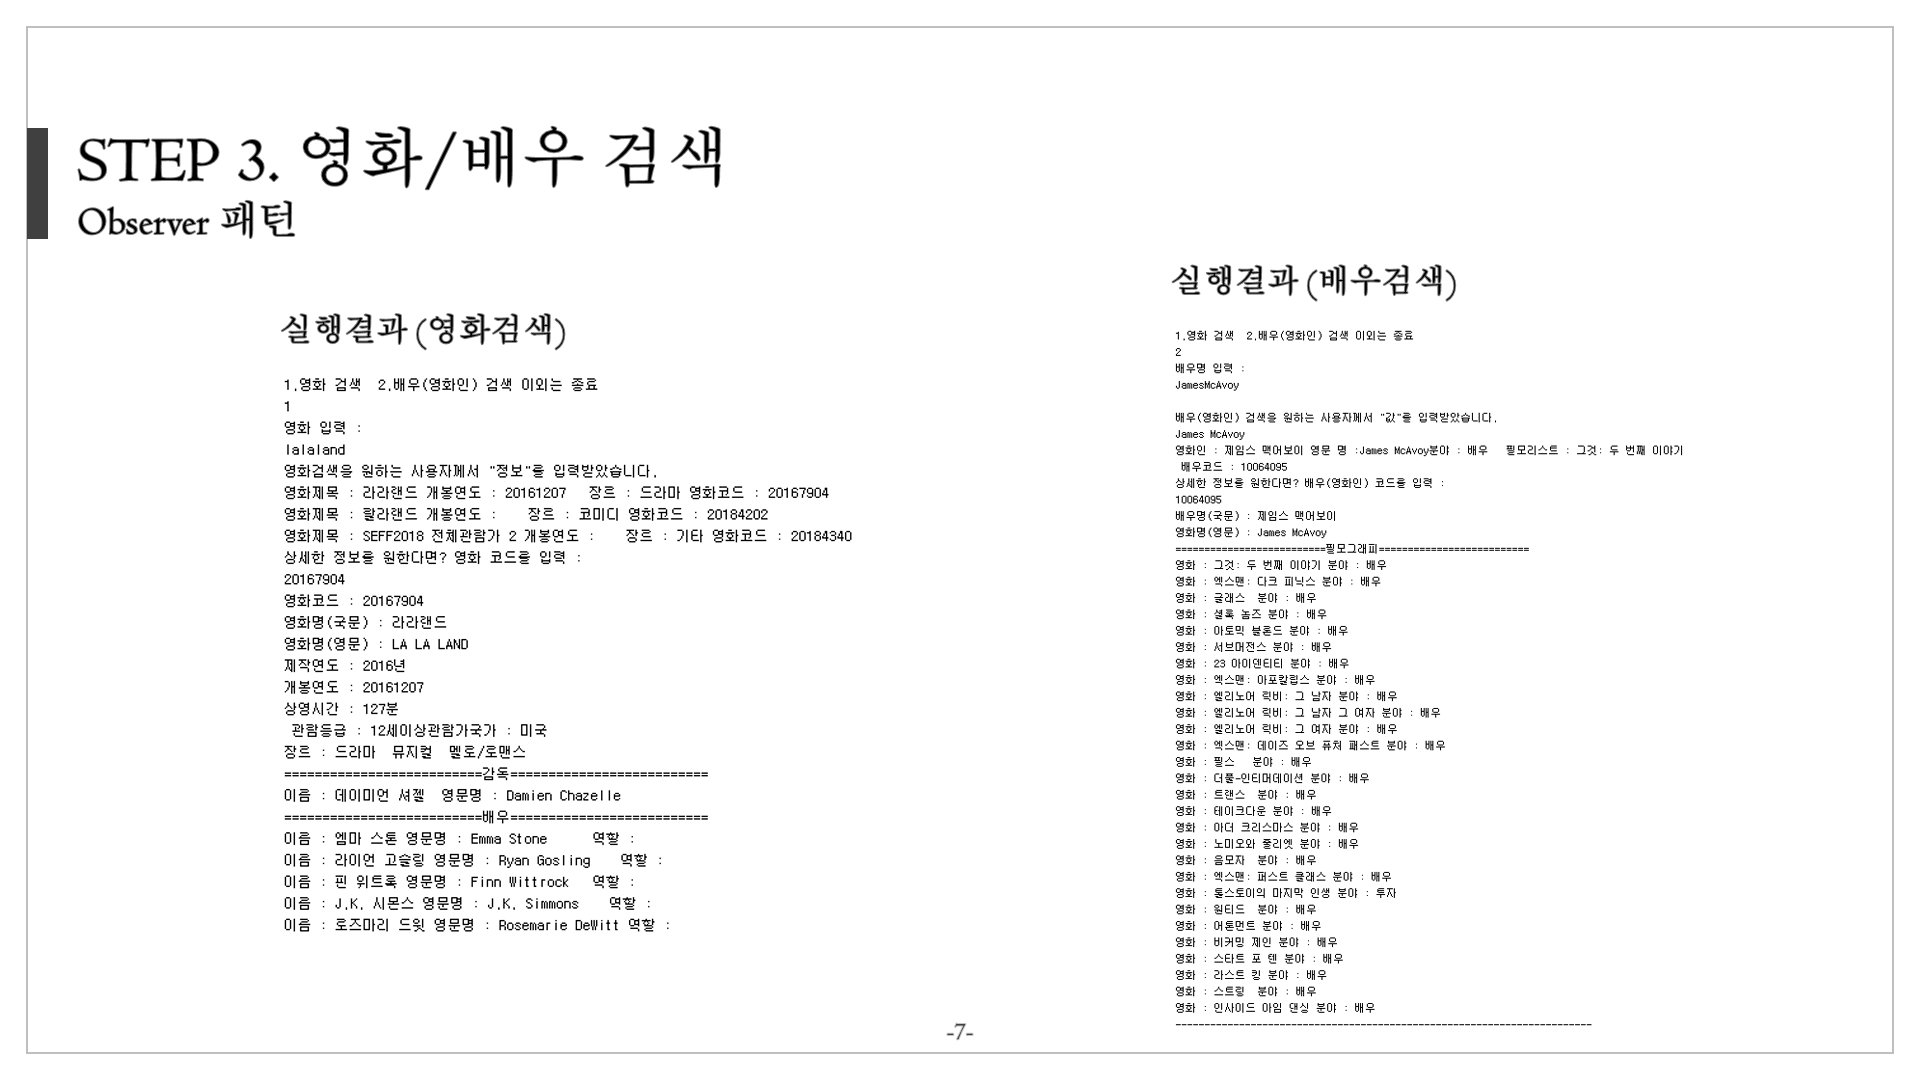 STEP 3. 영화/배우 검색
Observer 패턴
실행결과 (영화검색)
1.영화 검색  2.배우(영화인) 검색 이외는 종료
1
영화 입력 :
lalaland
영화검색을 원하는 사용자께서 "정보"를 입력받았습니다.
영화제목 : 라라랜드 개봉연도 : 20161207   장르 : 드라마 영화코드 : 20167904
영화제목 : 랄라랜드 개봉연도 :    장르 : 코미디 영화코드 : 20184202
영화제목 : SEFF2018 전체관람가 2 개봉연도 :    장르 : 기타 영화코드 : 20184340
상세한 정보를 원한다면? 영화 코드를 입력 :
20167904
영화코드 : 20167904
영화명(국문) : 라라랜드
영화명(영문) : LA LA LAND
제작연도 : 2016년
개봉연도 : 20161207
상영시간 : 127분
관람등급 : 12세이상관람가국가 : 미국
장르 : 드라마  뮤지컬  멜로/로맨스
==========================감독==========================
이름 : 데이미언 셔젤  영문명 : Damien Chazelle
==========================배우==========================
이름 : 엠마 스톤 영문명 : Emma Stone      역할 :
이름 : 라이언 고슬링 영문명 : Ryan Gosling    역할 :
이름 : 핀 위트록 영문명 : Finn Wittrock   역할 :
이름 : J.K. 시몬스 영문명 : J.K. Simmons    역할 :
이름 : 로즈마리 드윗 영문명 : Rosemarie DeWitt 역할 :
실행결과 (배우검색)
1.영화 검색  2.배우(영화인) 검색 이외는 종료
2
배우명 입력 :
JamesMcAvoy
배우(영화인) 검색을 원하는 사용자께서 "값"을 입력받았습니다.
James McAvoy
영화인 : 제임스 맥어보이 영문 명 :James McAvoy분야 : 배우   필모리스트 : 그것: 두 번째 이야기
배우코드 : 10064095
상세한 정보를 원한다면? 배우(영화인) 코드를 입력 :
10064095
배우명(국문) : 제임스 맥어보이
영화명(영문) : James McAvoy
==========================필모그래피==========================
영화 : 그것: 두 번째 이야기 분야 : 배우
영화 : 엑스맨: 다크 피닉스 분야 : 배우
영화 : 글래스  분야 : 배우
영화 : 셜록 놈즈 분야 : 배우
영화 : 아토믹 블론드 분야 : 배우
영화 : 서브머전스 분야 : 배우
영화 : 23 아이덴티티 분야 : 배우
영화 : 엑스맨: 아포칼립스 분야 : 배우
영화 : 엘리노어 릭비: 그 남자 분야 : 배우
영화 : 엘리노어 릭비: 그 남자 그 여자 분야 : 배우
영화 : 엘리노어 릭비: 그 여자 분야 : 배우
영화 : 엑스맨: 데이즈 오브 퓨처 패스트 분야 : 배우
영화 : 필스   분야 : 배우
영화 : 더풀-인티머데이션 분야 : 배우
영화 : 트랜스  분야 : 배우
영화 : 테이크다운 분야 : 배우
영화 : 아더 크리스마스 분야 : 배우
영화 : 노미오와 줄리엣 분야 : 배우
영화 : 음모자  분야 : 배우
영화 : 엑스맨: 퍼스트 클래스 분야 : 배우
영화 : 톨스토이의 마지막 인생 분야 : 투자
영화 : 원티드  분야 : 배우
영화 : 어톤먼트 분야 : 배우
영화 : 비커밍 제인 분야 : 배우
영화 : 스타트 포 텐 분야 : 배우
영화 : 라스트 킹 분야 : 배우
영화 : 스트링  분야 : 배우
영화 : 인사이드 아임 댄싱 분야 : 배우
------------------------------------------------------------------------
-7-